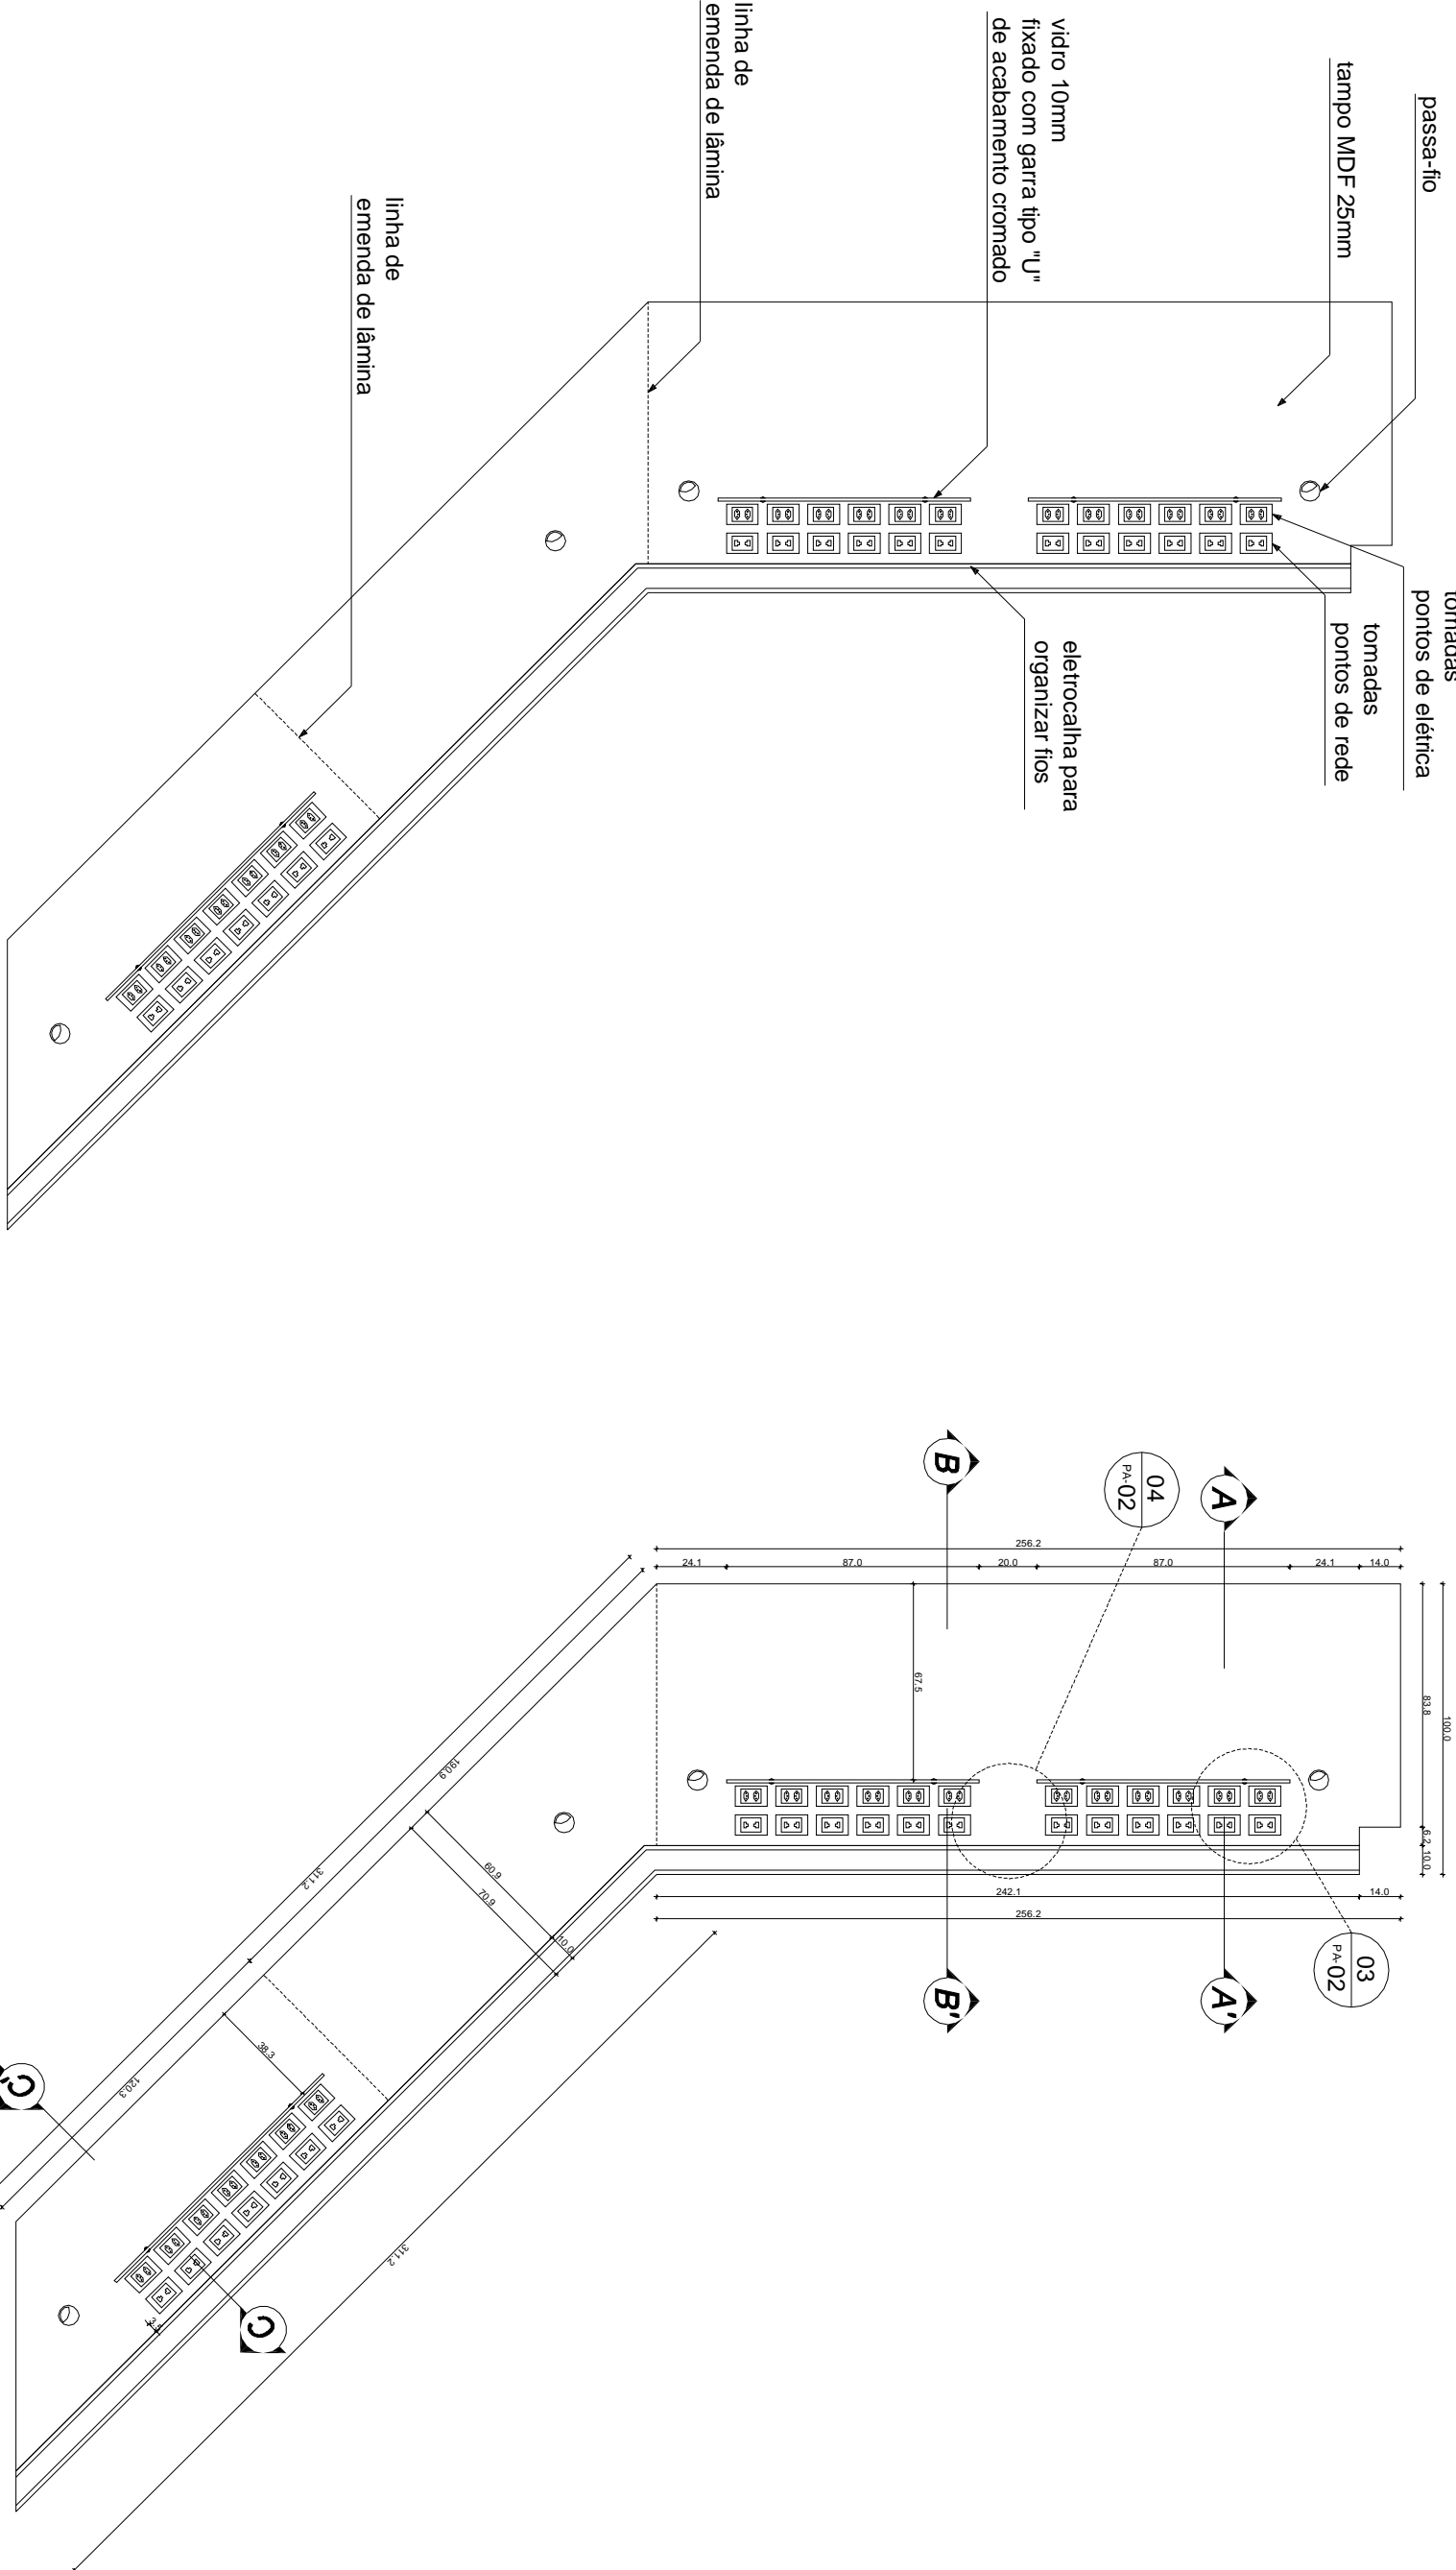 passa-fio
tampo MDF 25mm
vidro 10mm
fixado com garra tipo "U"
de acabamento cromado
linha de
emenda de lâmina
linha de
emenda de lâmina
tomadas
pontos de elétrica
tomadas
pontos de rede
eletrocalha para
organizar fios
A
04
PA-02
B
14.0
24.1
87.0
20.0
87.0
24.1
256.2
100.0
83.8
6.2
10.0
67.5
14.0
242.1
256.2
03
PA-02
A'
B'
190.9
311.2
60.9
70.9
10.0
38.3
120.3
C'
C
311.2